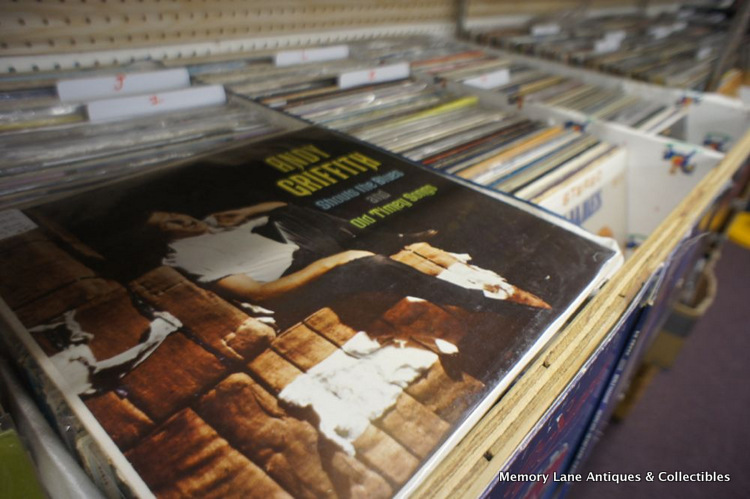 ANDY
GRIFFITH
Shouts the Blues
and
Old Timey Songs
Memory Lane Antiques & Collectibles